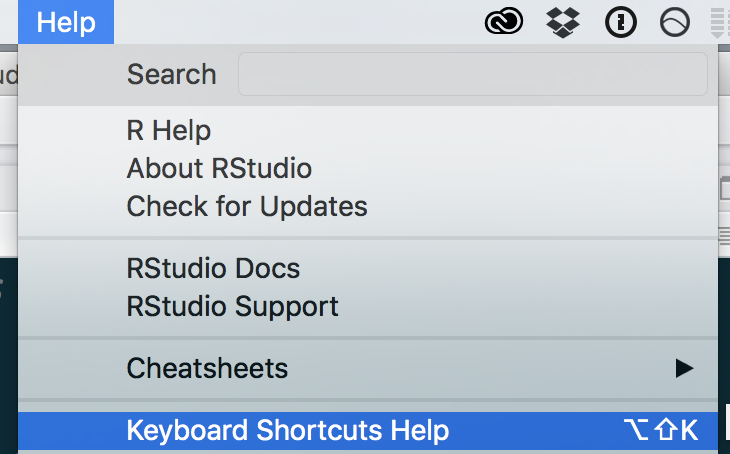 Help
Search
R Help
About RStudio
Check for Updates
RStudio Docs
RStudio Support
Cheatsheets
Keyboard Shortcuts Help ⌥⇧K